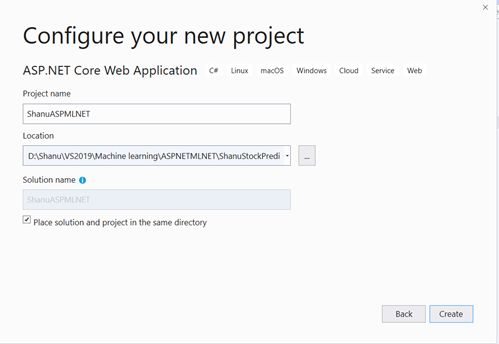 Configure your new project
ASP.NET Core Web Application C# Linux macOS Windows Cloud Service Web
Project name
ShanuASPMLNET
Location
D:\Shanu\VS2019\Machine learning\ASPNETMLNET\ShanuStockPredi
...
Solution name
ShanuASPMLNET
Place solution and project in the same directory
Back Create